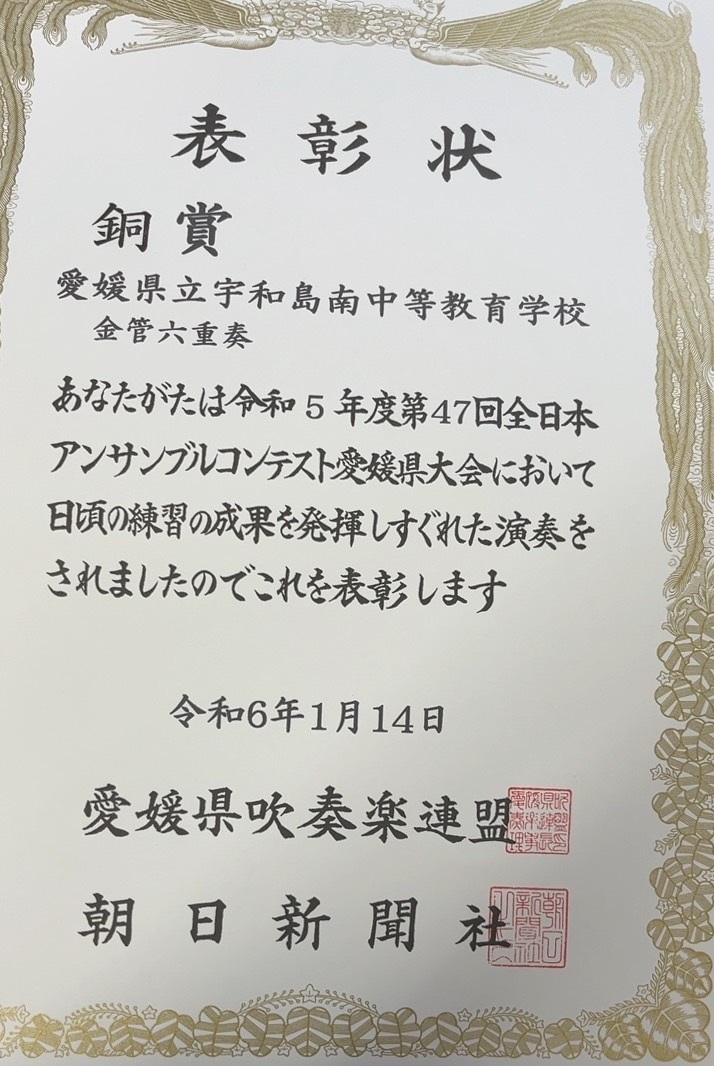 表彰状
銅賞
愛媛県立宇和島南中等教育学校
金管六重奏
あなたがたは令和5年度第47回全日本
アンサンブルコンテスト愛媛県大会において
日頃の練習の成果を発揮しすぐれた演奏を
されましたのでこれを表彰します
令和6年1月14日
愛媛県吹奏楽連盟
朝日新聞社